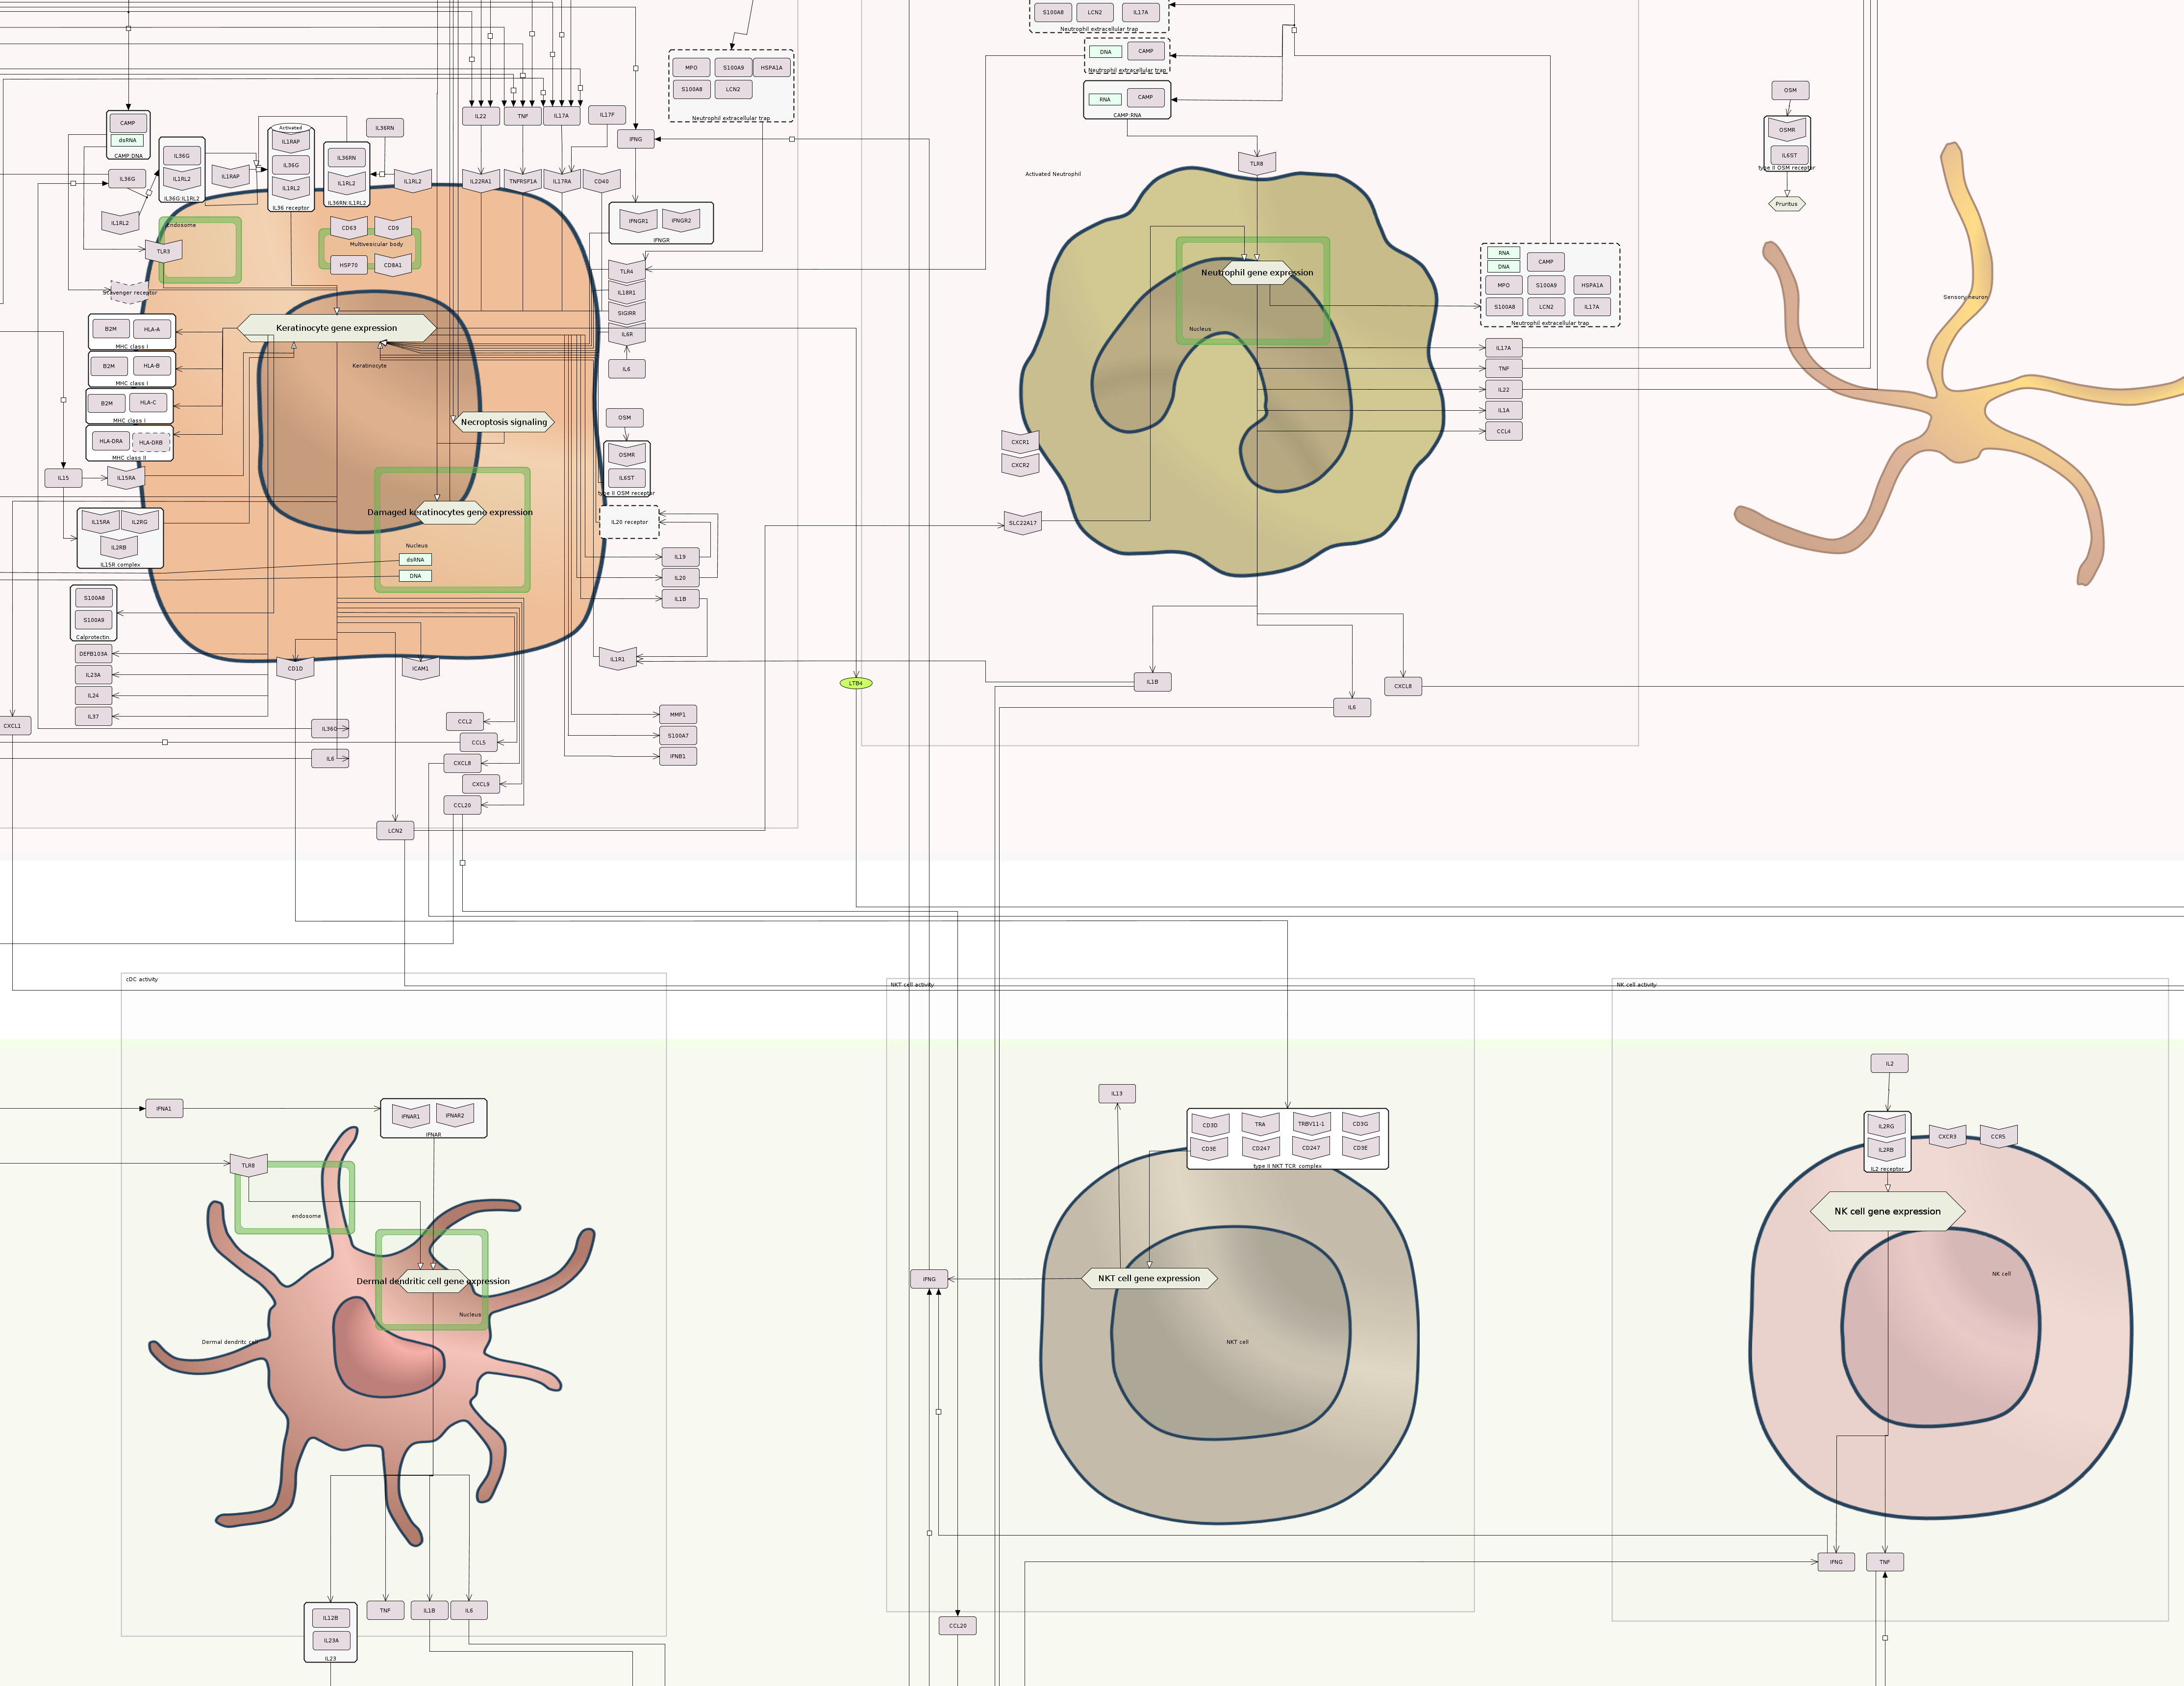 S100A8
LCN2
IL17A
Neutrophil extracellular trap
DNA
CAMP
Neutrophil extracellular trap
RNA
CAMP
CAMP:RNA
MPO
S100A9
HSPA1A
S100A8
LCN2
Neutrophil extracellular trap
OSM
OSMR
IL6ST
type II OSM receptor
Pruritus
CAMP
dsRNA
CAMP:DNA
IL36G
IL1RL2
IL36G
IL1RL2
IL36G:IL1RL2
IL1RAP
Activated
IL1RAP
IL36G
IL1RL2
IL36 receptor
IL36RN
IL1RL2
IL36RN:IL1RL2
IL36RN
IL1RL2
IL22
TNF
IL17A
IL17F
IFNG
IL22RA1
TNFRSF1A
IL17RA
CD40
IFNGR1
IFNGR2
IFNGR
Endosome
TLR3
CD63
CD9
Multivesicular body
HSP70
CD8A1
Scavenger receptor
TLR4
IL18R1
SIGIRR
IL6R
IL6
B2M
HLA-A
MHC class I
B2M
HLA-B
MHC class I
B2M
HLA-C
MHC class I
HLA-DRA
HLA-DRB
MHC class II
Keratinocyte gene expression
Keratinocyte
Necroptosis signaling
Damaged keratinocytes gene expression
Nucleus
dsRNA
DNA
OSM
OSMR
IL6ST
type II OSM receptor
IL20 receptor
IL15
IL15RA
IL15RA
IL2RG
IL2RB
IL15R complex
IL19
IL20
IL1B
IL1R1
S100A8
S100A9
Calprotectin.
DEFB103A
IL23A
IL24
IL37
CXCL1
CD1D
ICAM1
IL36G
IL6
CCL2
CCL5
CXCL8
CXCL9
CCL20
LCN2
MMP1
S100A7
IFNB1
LTB4
Activated Neutrophil
TLR8
Neutrophil gene expression
Nucleus
CXCR1
CXCR2
SLC22A17
RNA
DNA
CAMP
MPO
S100A9
HSPA1A
S100A8
LCN2
IL17A
Neutrophil extracellular trap
IL17A
TNF
IL22
IL1A
CCL4
IL1B
IL6
CXCL8
Sensory neuron
cDC activity
IFNA1
IFNAR1
IFNAR2
IFNAR
TLR8
endosome
Dermal dendritic cell gene expression
Nucleus
Dermal dendritc cell
IL12B
IL23A
IL23
TNF
IL1B
IL6
NKT cell activity
IL13
CD3D
TRA
TRBV11-1
CD3G
CD3E
CD247
CD247
CD3E
type II NKT TCR complex
IFNG
NKT cell gene expression
NKT cell
CCL20
NK cell activity
IL2
IL2RG
IL2RB
IL2 receptor
CXCR3
CCR5
NK cell gene expression
NK cell
IFNG
TNF